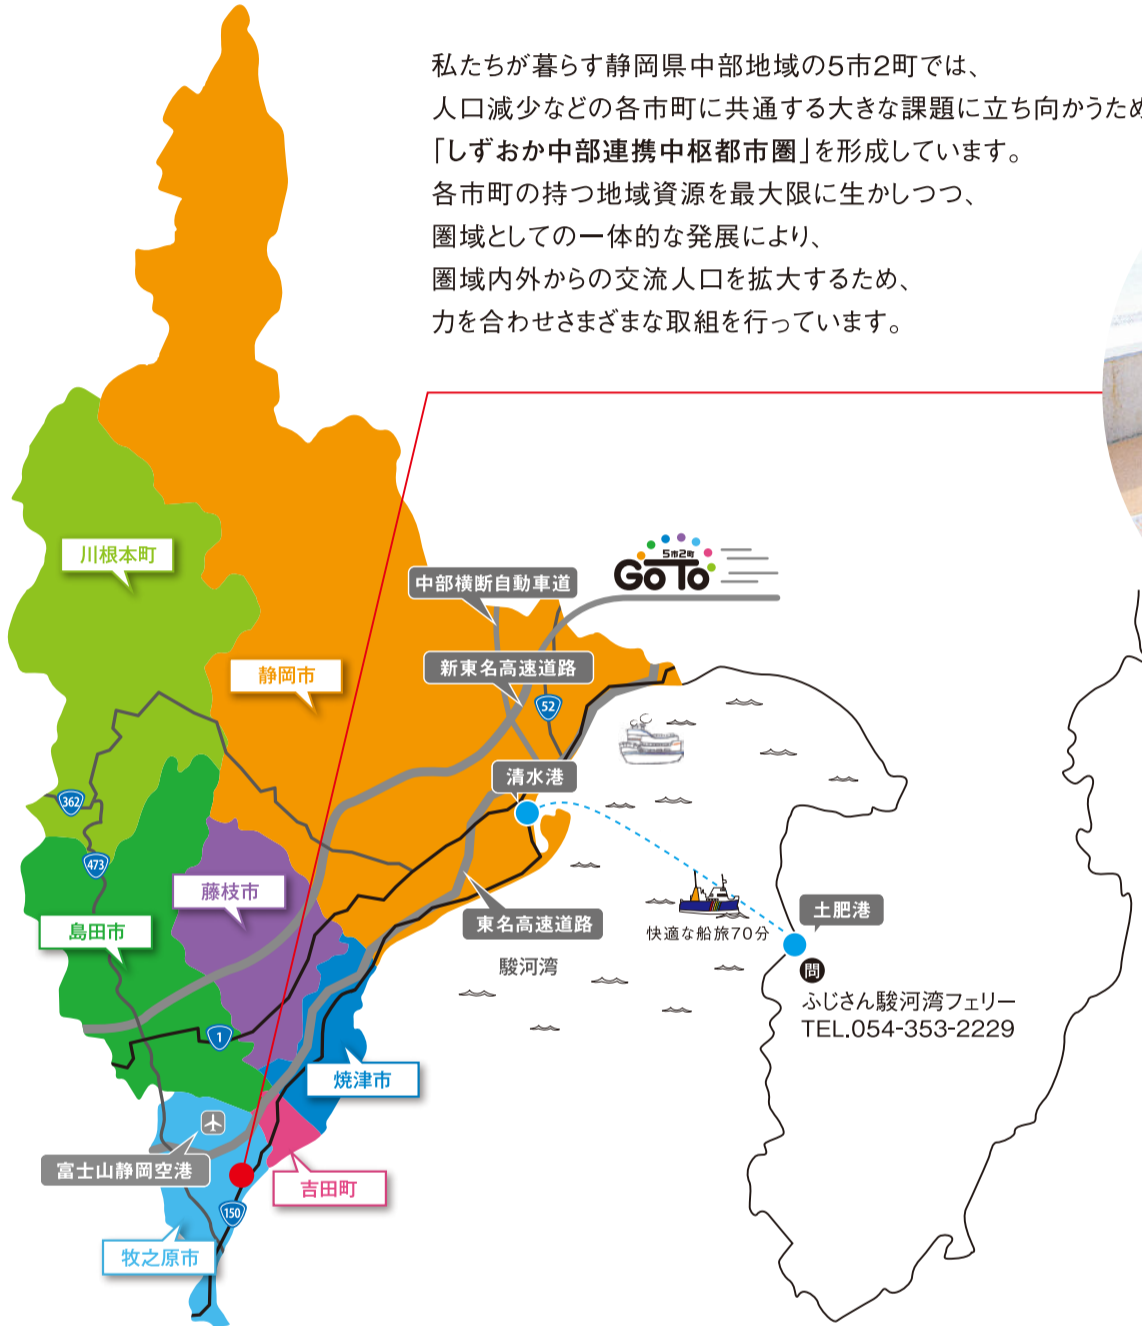 私たちが暮らす静岡県中部地域の5市2町では、
人口減少などの各市町に共通する大きな課題に立ち向かうため
「しずおか中部連携中枢都市圏」を形成しています。
各市町の持つ地域資源を最大限に生かしつつ、
圏域としての一体的な発展により、
圏域内外からの交流人口を拡大するため、
力を合わせさまざまな取組を行っています。
川根本町
5市2町
GoTo
中部横断自動車道
静岡市
新東名高速道路
52
清水港
362
473
藤枝市
島田市
東名高速道路
駿河湾
快適な船旅70分
土肥港
問
ふじさん駿河湾フェリー
TEL.054-353-2229
1
焼津市
富士山静岡空港
吉田町
150
牧之原市